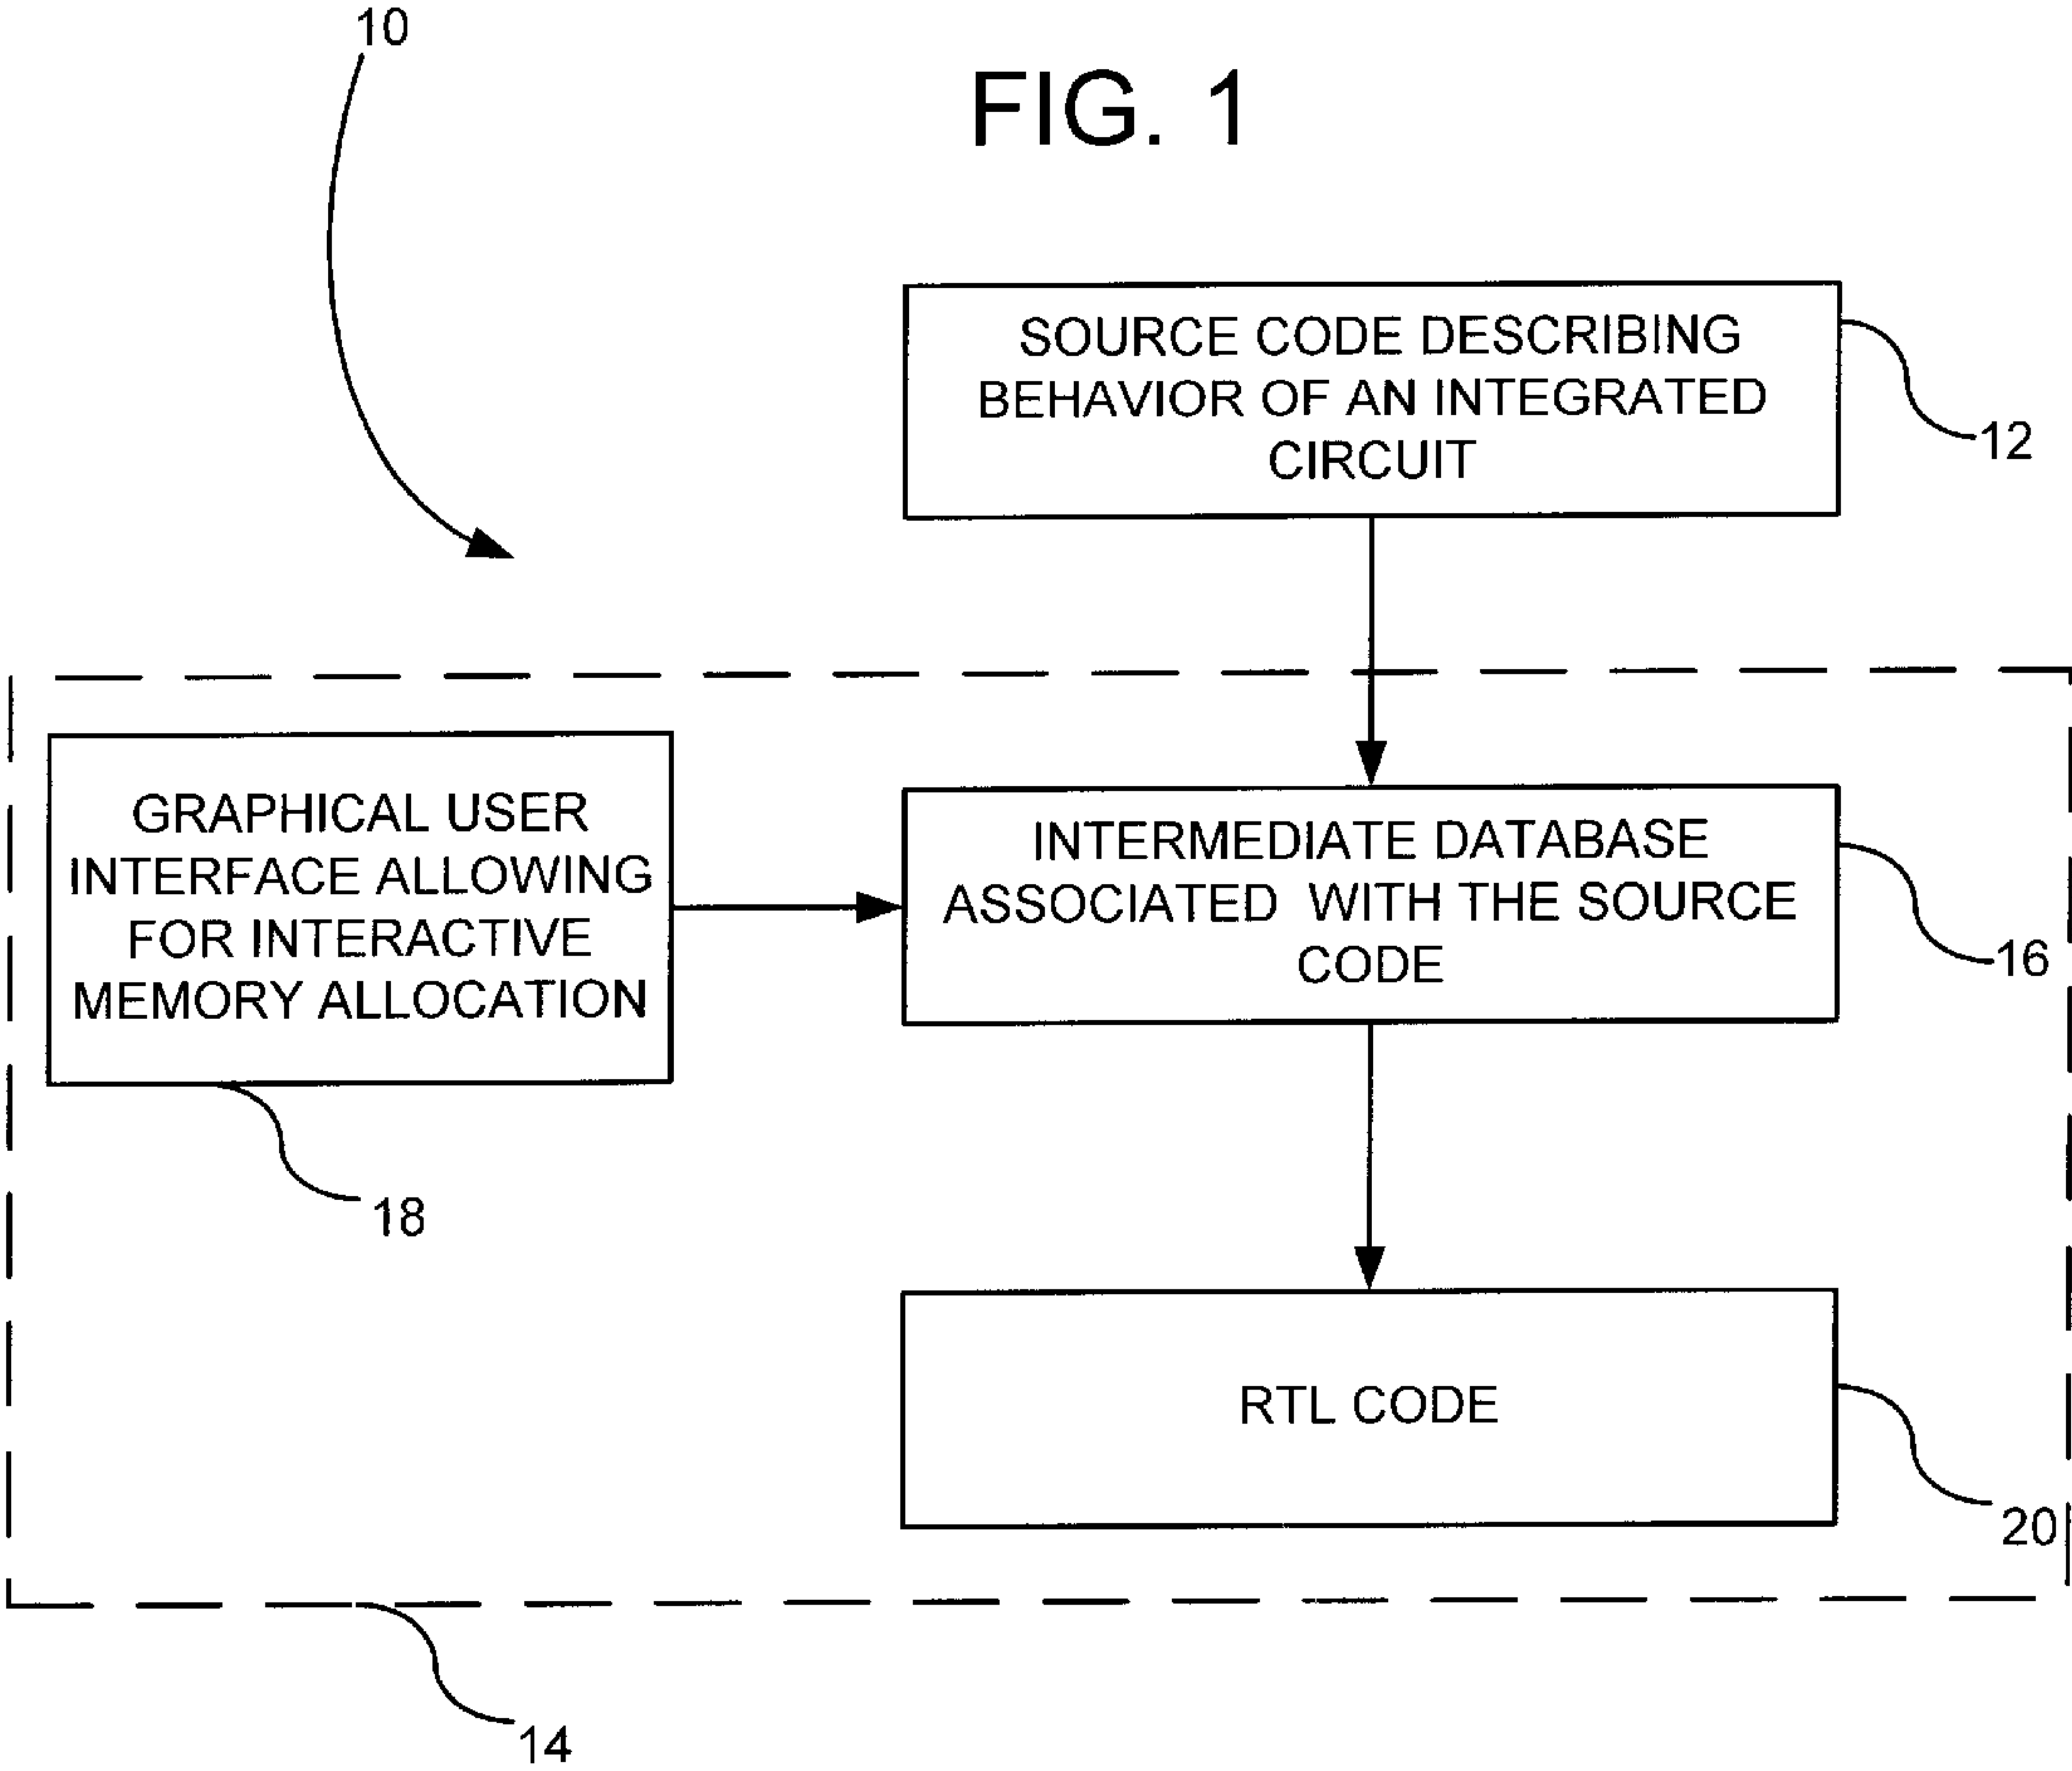 10
FIG. 1
SOURCE CODE DESCRIBING
BEHAVIOR OF AN INTEGRATED
CIRCUIT
12
GRAPHICAL USER
INTERFACE ALLOWING
FOR INTERACTIVE
MEMORY ALLOCATION
18
INTERMEDIATE DATABASE
ASSOCIATED WITH THE SOURCE
CODE
16
RTL CODE
20
14